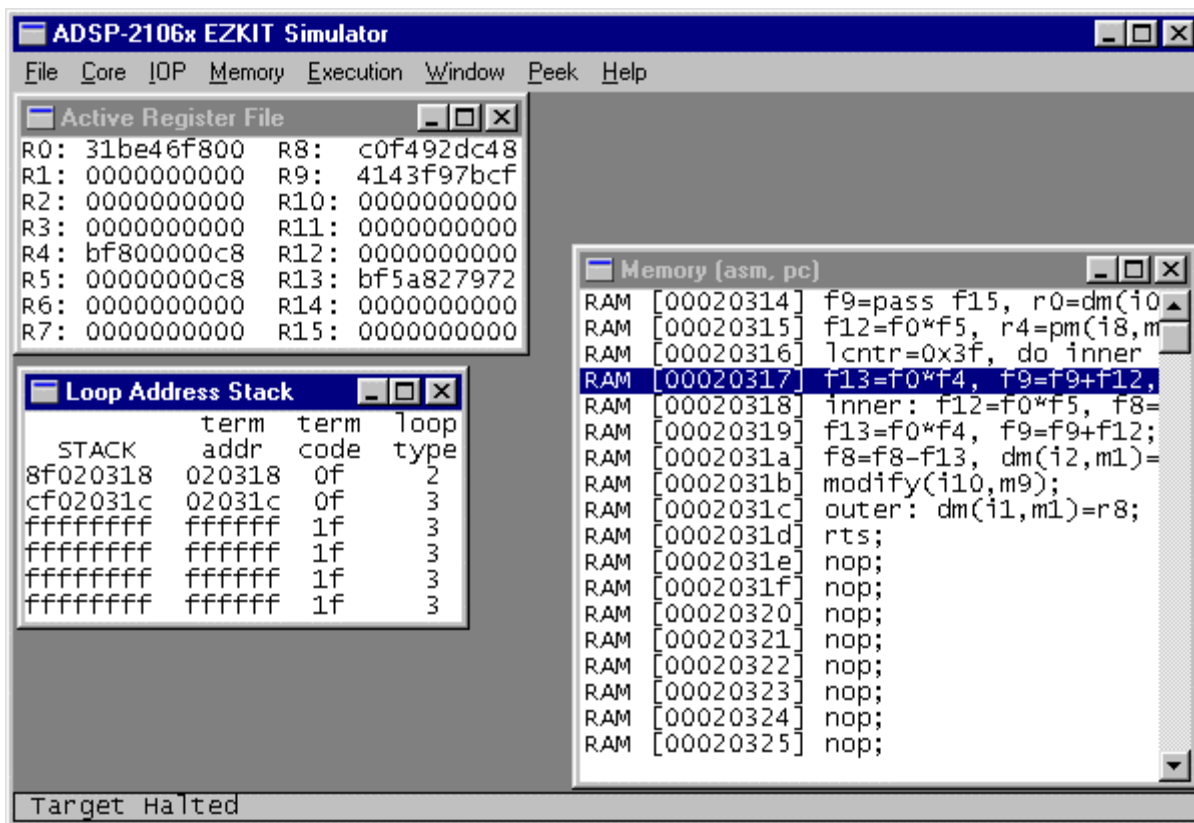 ADSP-2106x EZKIT Simulator
File Core IOP Memory Execution Window Peek Help
Active Register File
R0: 31be46f800 R8: c0f492dc48
R1: 0000000000 R9: 4143f97bcf
R2: 0000000000 R10: 0000000000
R3: 0000000000 R11: 0000000000
R4: bf800000c8 R12: 0000000000
R5: 00000000c8 R13: bf5a827972
R6: 0000000000 R14: 0000000000
R7: 0000000000 R15: 0000000000
Loop Address Stack
term term loop
STACK addr code type
8f020318 020318 0f 2
cf02031c 02031c 0f 3
ffffffff ffffff 1f 3
ffffffff ffffff 1f 3
ffffffff ffffff 1f 3
ffffffff ffffff 1f 3
Memory (asm, pc)
RAM [00020314] f9=pass f15, r0=dm(i0
RAM [00020315] f12=f0*f5, r4=pm(i8,m
RAM [00020316] lcntr=0x3f, do inner
RAM [00020317] f13=f0*f4, f9=f9+f12,
RAM [00020318] inner: f12=f0*f5, f8=
RAM [00020319] f13=f0*f4, f9=f9+f12;
RAM [0002031a] f8=f8-f13, dm(i2,m1)=
RAM [0002031b] modify(i10,m9);
RAM [0002031c] outer: dm(i1,m1)=r8;
RAM [0002031d] rts;
RAM [0002031e] nop;
RAM [0002031f] nop;
RAM [00020320] nop;
RAM [00020321] nop;
RAM [00020322] nop;
RAM [00020323] nop;
RAM [00020324] nop;
RAM [00020325] nop;
Target Halted